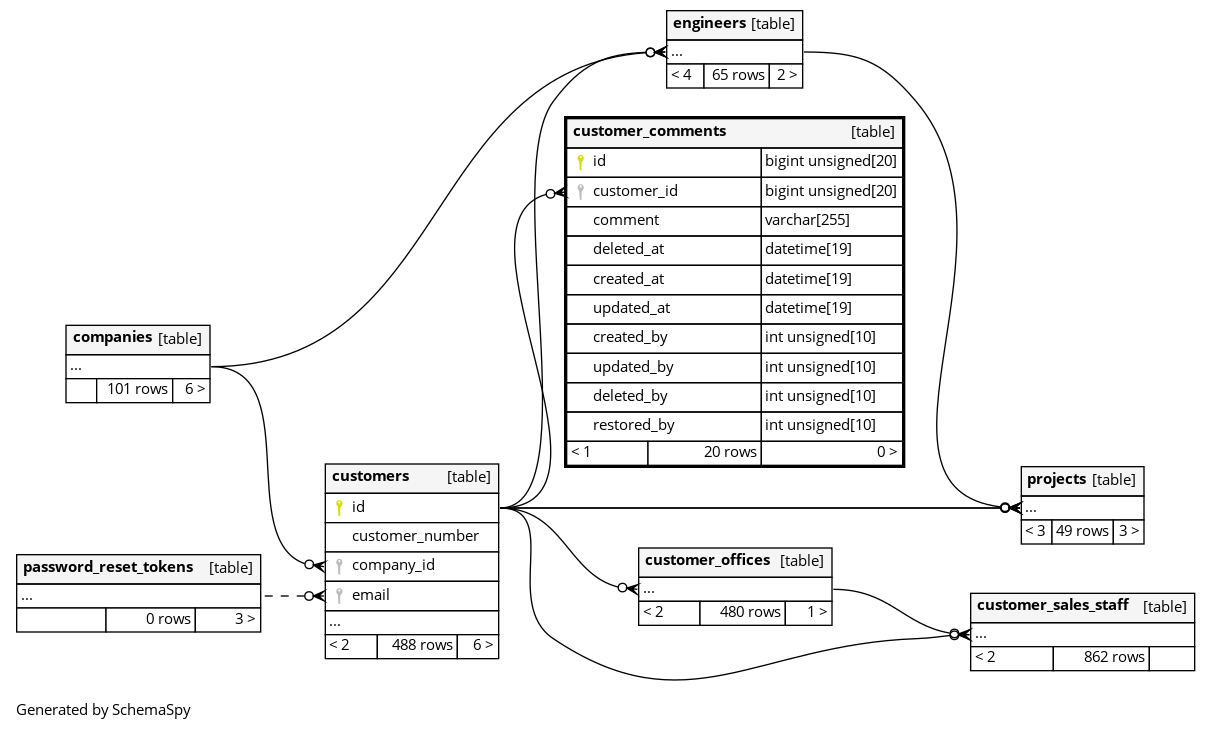 engineers [table]
...
< 4 65 rows 2 >
customer_comments [table]
id bigint unsigned[20]
customer_id bigint unsigned[20]
comment varchar[255]
deleted_at datetime[19]
created_at datetime[19]
updated_at datetime[19]
created_by int unsigned[10]
updated_by int unsigned[10]
deleted_by int unsigned[10]
restored_by int unsigned[10]
< 1 20 rows 0 >
companies [table]
...
101 rows 6 >
customers [table]
id
customer_number
company_id
email
...
< 2 488 rows 6 >
projects [table]
...
< 3 49 rows 3 >
password_reset_tokens [table]
...
0 rows 3 >
customer_offices [table]
...
< 2 480 rows 1 >
customer_sales_staff [table]
...
< 2 862 rows
Generated by SchemaSpy